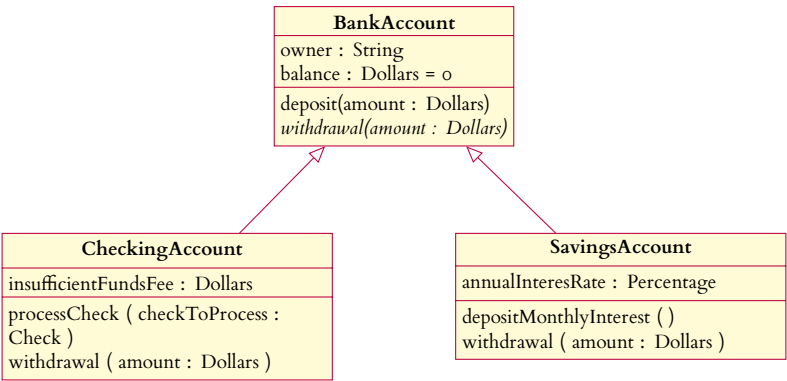 BankAccount
owner : String
balance : Dollars = 0
deposit(amount : Dollars)
withdrawal(amount : Dollars)
CheckingAccount
insufficientFundsFee : Dollars
processCheck ( checkToProcess :
Check )
withdrawal ( amount : Dollars )
SavingsAccount
annualInteresRate : Percentage
depositMonthlyInterest ( )
withdrawal ( amount : Dollars )